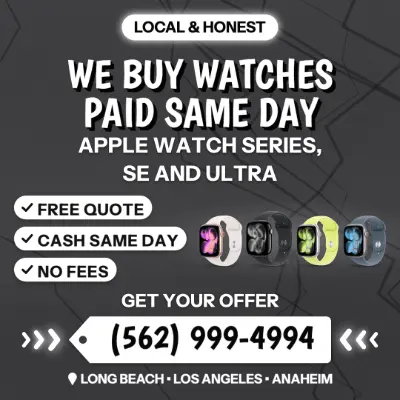 LOCAL & HONEST
WE BUY WATCHES
PAID SAME DAY
APPLE WATCH SERIES,
SE AND ULTRA
FREE QUOTE
CASH SAME DAY
NO FEES
GET YOUR OFFER
(562) 999-4994
LONG BEACH • LOS ANGELES • ANAHEIM